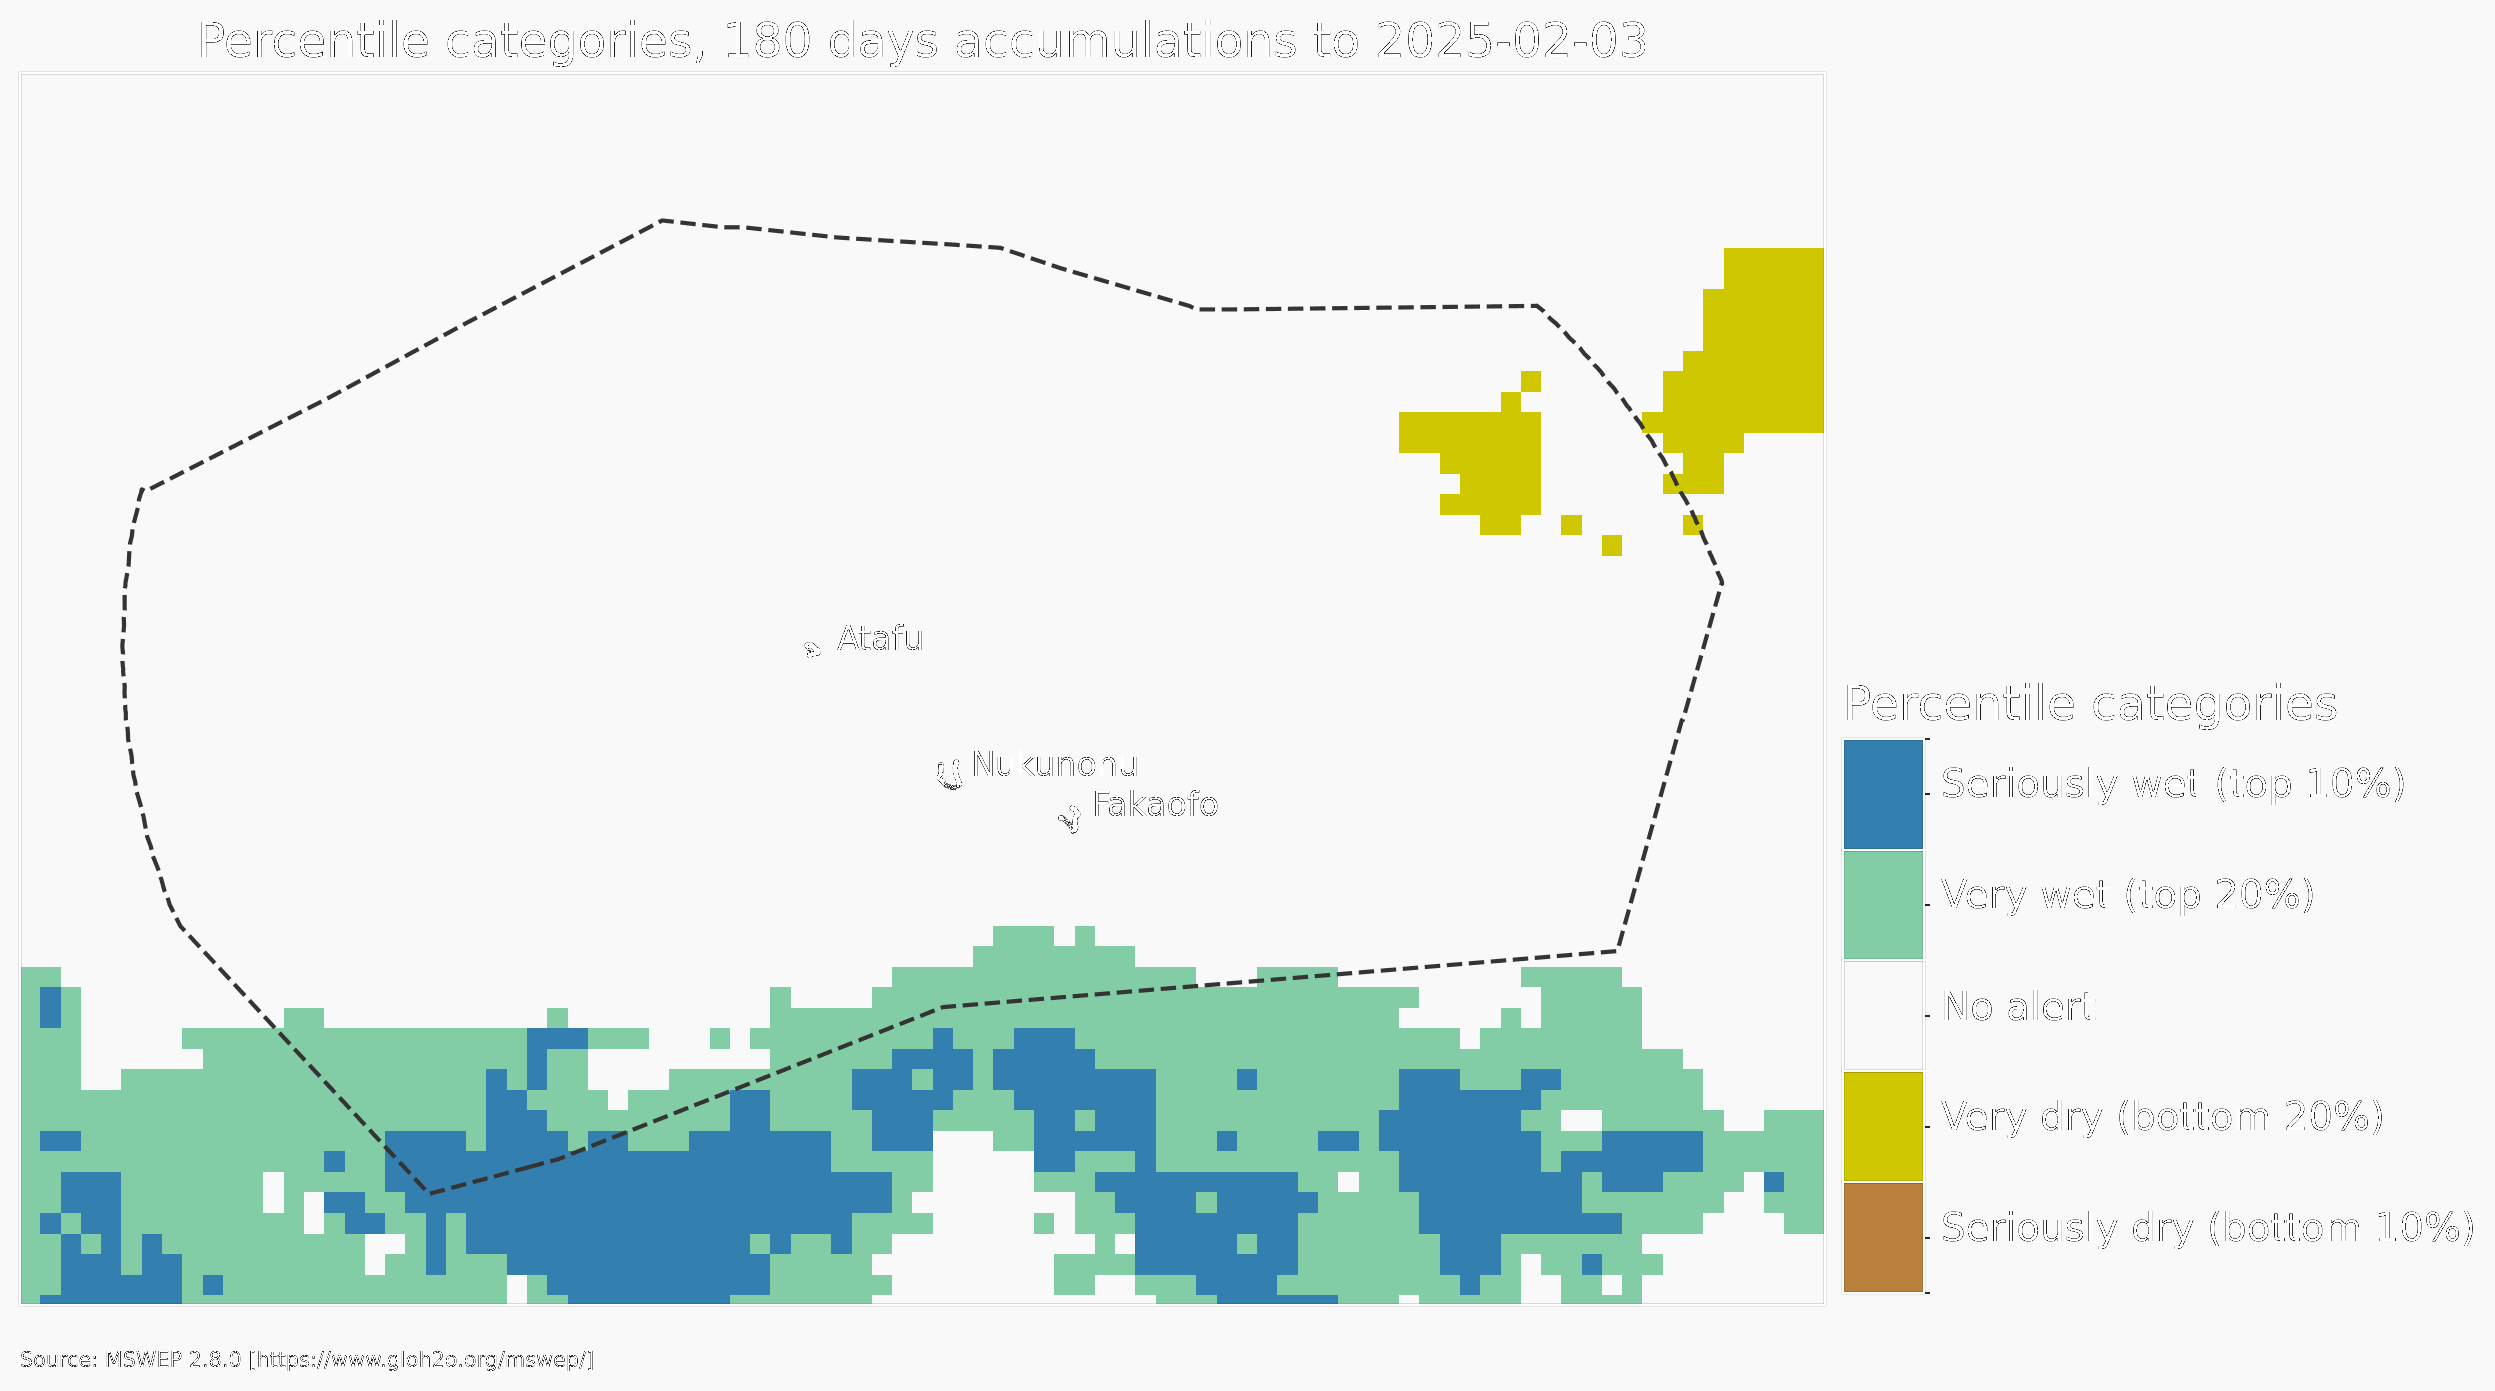 Percentile categories, 180 days accumulations to 2025-02-03
Atafu
Nukunonu
Fakaofo
Percentile categories
Seriously wet (top 10%)
Very wet (top 20%)
No alert
Very dry (bottom 20%)
Seriously dry (bottom 10%)
Source: MSWEP 2.8.0 [https://www.gloh2o.org/mswep/]